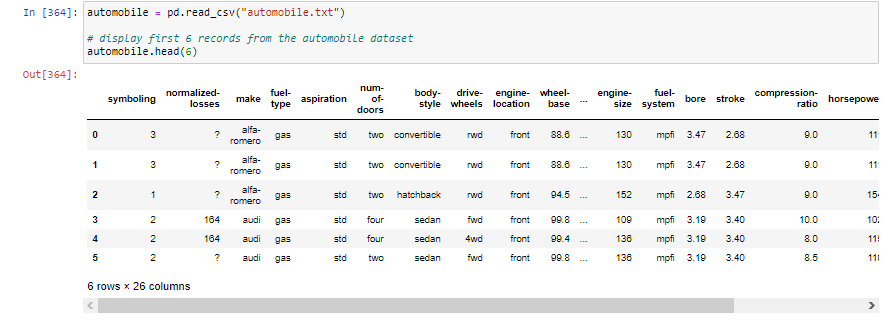 In [364]: automobile = pd.read_csv("automobile.txt")
# display first 6 records from the automobile dataset
automobile.head(6)
Out[364]:
symboling normalized-losses make fuel-type aspiration num-of-doors body-style drive-wheels engine-location wheel-base ... engine-size fuel-system bore stroke compression-ratio horsepowe
0 3 ? alfa-romero gas std two convertible rwd front 88.6 ... 130 mpfi 3.47 2.68 9.0 11
1 3 ? alfa-romero gas std two convertible rwd front 88.6 ... 130 mpfi 3.47 2.68 9.0 11
2 1 ? alfa-romero gas std two hatchback rwd front 94.5 ... 152 mpfi 2.68 3.47 9.0 15
3 2 164 audi gas std four sedan fwd front 99.8 ... 109 mpfi 3.19 3.40 10.0 10
4 2 164 audi gas std four sedan 4wd front 99.4 ... 136 mpfi 3.19 3.40 8.0 11
5 2 ? audi gas std two sedan fwd front 99.8 ... 136 mpfi 3.19 3.40 8.5 11
6 rows × 26 columns